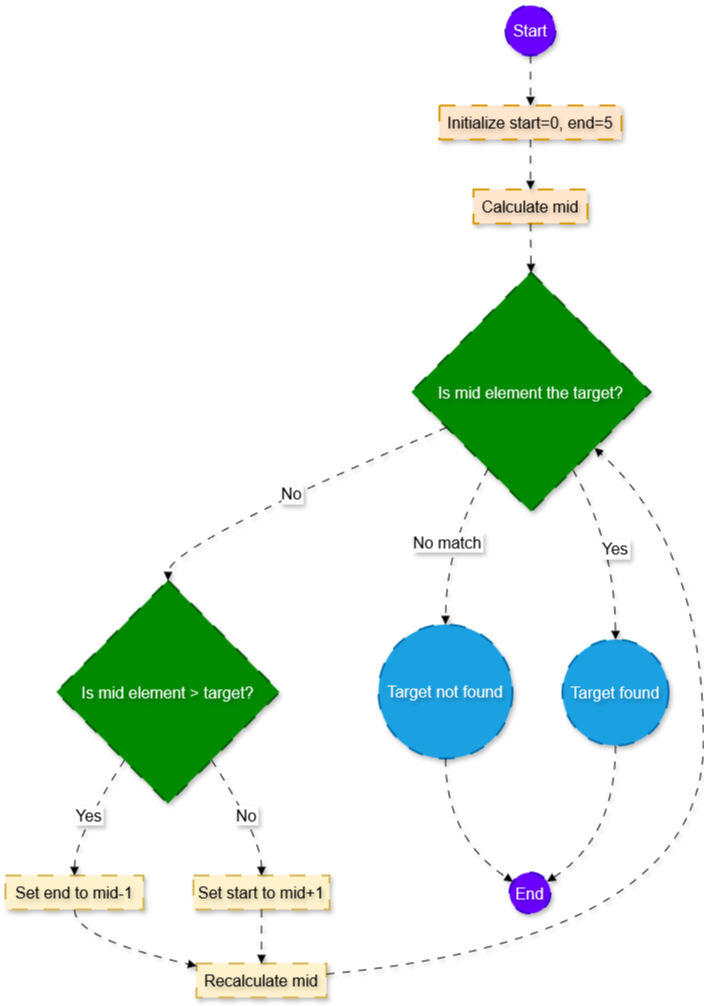 Start
Initialize start=0, end=5
Calculate mid
Is mid element the target?
No
No match
Yes
Is mid element > target?
Target not found
Target found
Yes
No
Set end to mid-1
Set start to mid+1
End
Recalculate mid